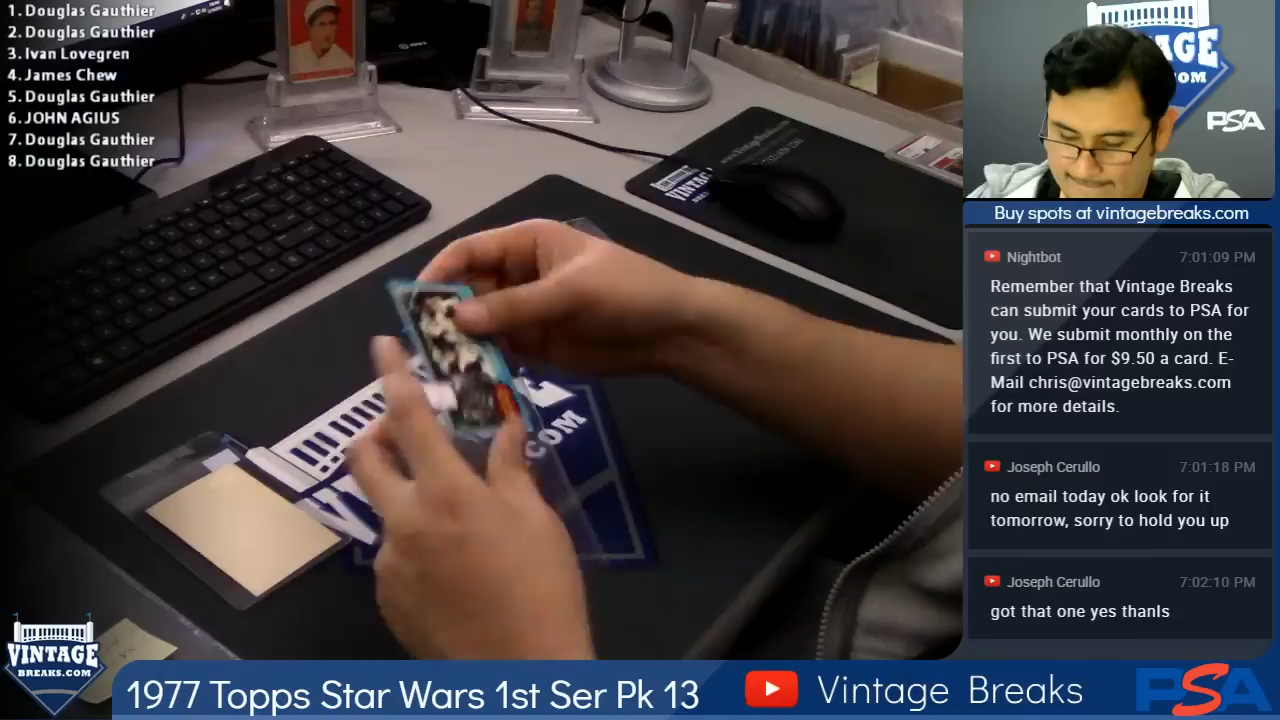 1. Douglas Gauthier
2. Douglas Gauthier
3. Ivan Lovegren
4. James Chew
5. Douglas Gauthier
6. JOHN AGIUS
7. Douglas Gauthier
8. Douglas Gauthier
AGE
.COM
PSA
Buy spots at vintagebreaks.com
Nightbot 7:01:09 PM
Remember that Vintage Breaks
can submit your cards to PSA for
you. We submit monthly on the
first to PSA for $9.50 a card. E-
Mail chris@vintagebreaks.com
for more details.
Joseph Cerullo 7:01:18 PM
no email today ok look for it
tomorrow, sorry to hold you up
Joseph Cerullo 7:02:10 PM
got that one yes thanls
COM
VINTAGE
BREAKS.COM
1977 Topps Star Wars 1st Ser Pk 13
Vintage Breaks
PSA